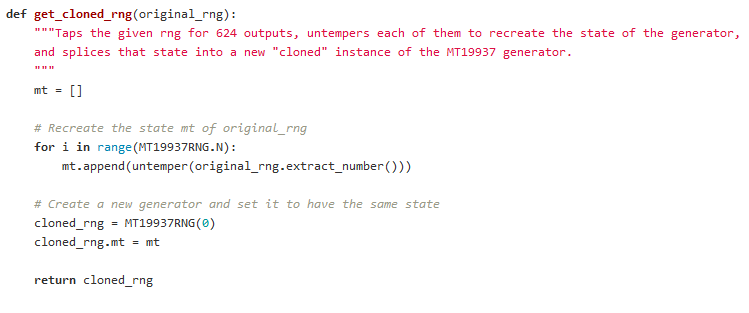 def get_cloned_rng(original_rng):
    """Taps the given rng for 624 outputs, untempers each of them to recreate the state of the generator,
    and splices that state into a new "cloned" instance of the MT19937 generator.
    """
    mt = []
    # Recreate the state mt of original_rng
    for i in range(MT19937RNG.N):
        mt.append(untemper(original_rng.extract_number()))
    # Create a new generator and set it to have the same state
    cloned_rng = MT19937RNG(0)
    cloned_rng.mt = mt
    return cloned_rng